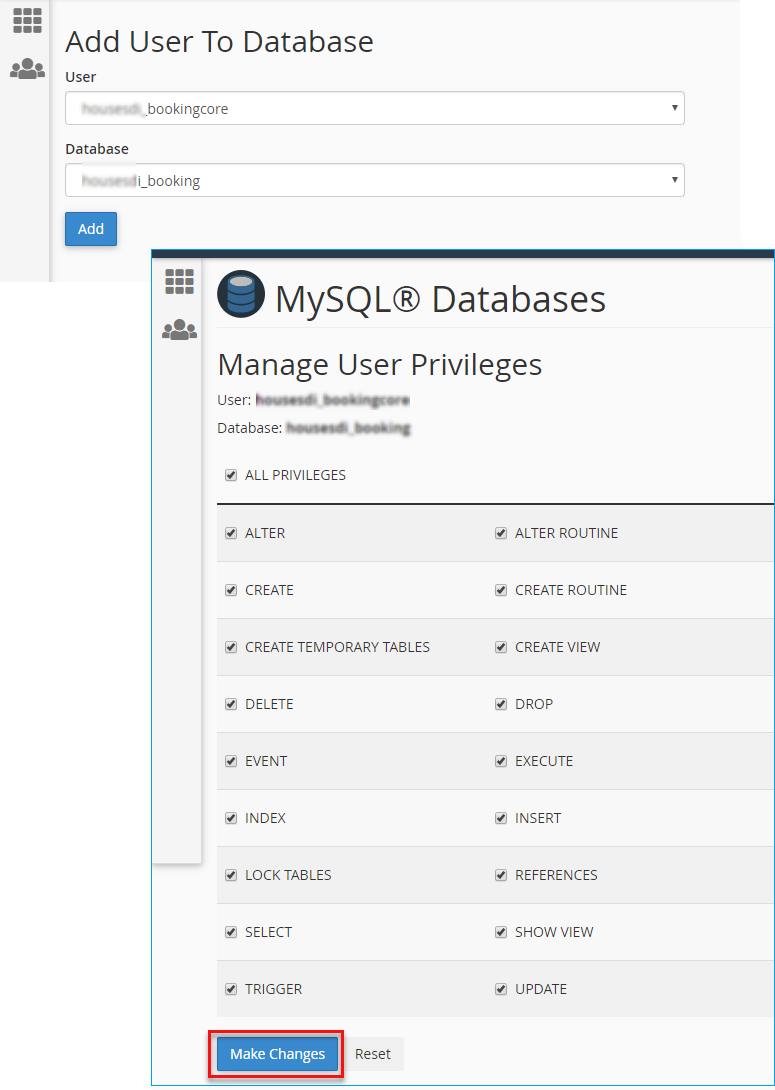 Add User To Database
User
_bookingcore
Database
i_booking
Add
MySQL® Databases
Manage User Privileges
User: housesdi_bookingcore
Database: housesdi_booking
ALL PRIVILEGES
ALTER ALTER ROUTINE
CREATE CREATE ROUTINE
CREATE TEMPORARY TABLES CREATE VIEW
DELETE DROP
EVENT EXECUTE
INDEX INSERT
LOCK TABLES REFERENCES
SELECT SHOW VIEW
TRIGGER UPDATE
Make Changes Reset